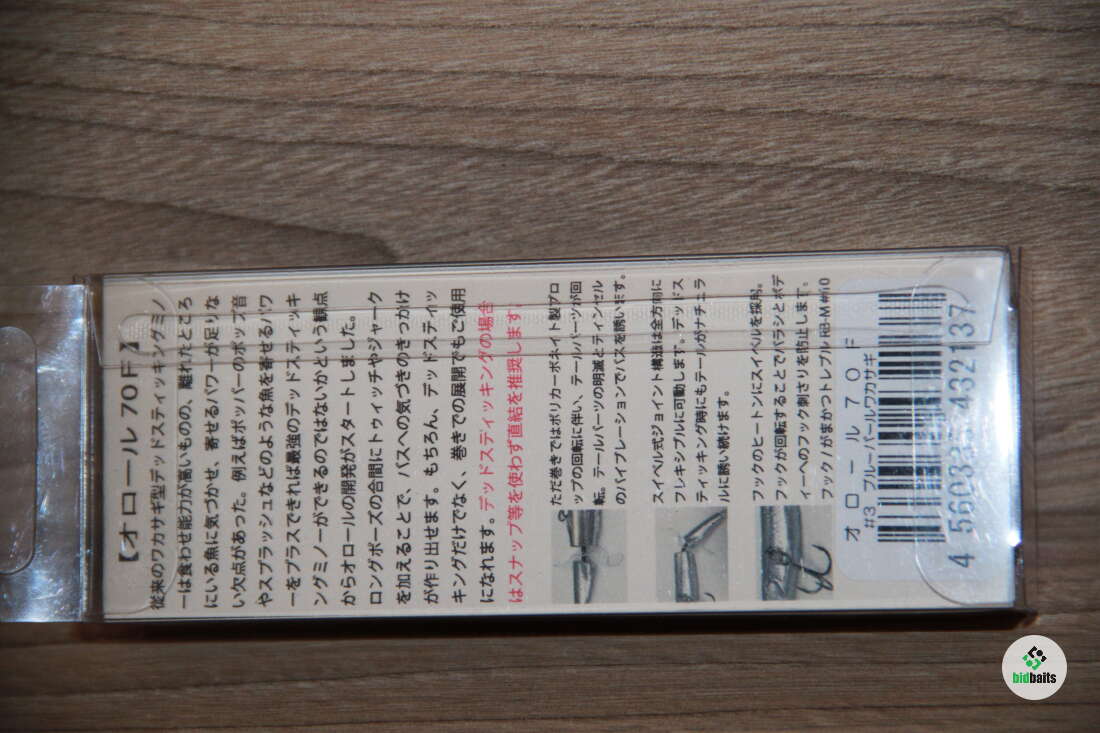 【オロール 70F】
従来のワカサギ型デッドスティッキングミノ
ーは食わせ能力が高いものの、離れたところ
にいる魚に気づかせ、寄せるパワーが足りな
い欠点があった。例えばポッパーのポップ音
やスプラッシュなどのような魚を寄せるパワ
ーをプラスできれば最強のデッドスティッキ
ングミノーができるのではないかという観点
からオロールの開発がスタートしました。
ロングポーズの合間にトゥィッチやジャーク
を加えることで、バスへの気づきのきっかけ
が作り出せます。もちろん、デッドスティッ
キングだけでなく、巻きでの展開でもご使用
になれます。デッドスティッキングの場合
はスナップ等を使わず直結を推奨します。
ただ巻きではポリカーボネイト製プロ
ップの回転に伴い、テールパーツが回
転。テールパーツの明滅とティンセル
のバイブレーションでバスを誘います。
スイベル式ジョイント構造は全方向に
フレキシブルに可動します。デッドス
ティッキング時にもテールがナチュラ
ルに誘い続けます。
フックのヒートンにスイベルを採用。
フックが回転することでバラシとボデ
ィーへのフック刺さりを防止します。
フック/がまかつトレブルRB-M #10
オロール70F
#3 ブルーパールワカサギ
4 56033 432137
bidbaits